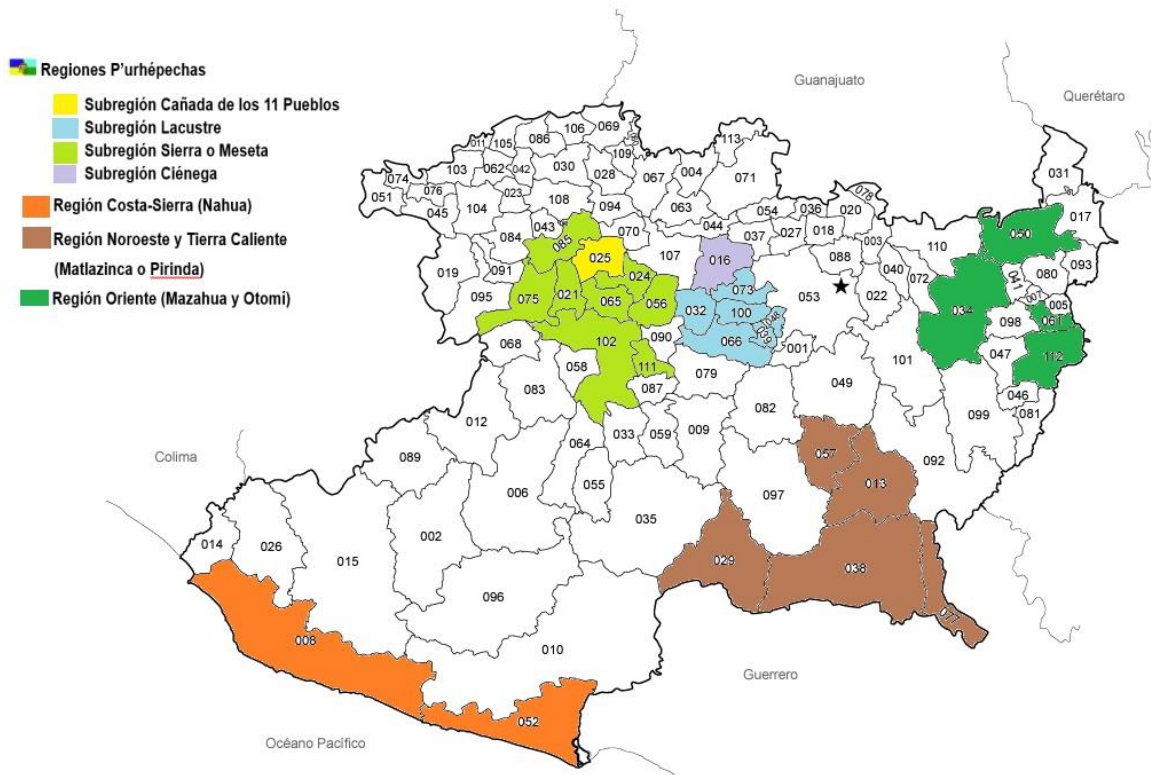 Regiones P'urhépechas
Subregión Cañada de los 11 Pueblos
Subregión Lacustre
Subregión Sierra o Meseta
Subregión Ciénega
Región Costa-Sierra (Nahua)
Región Noroeste y Tierra Caliente
(Matlazinca o Pirinda)
Región Oriente (Mazahua y Otomí)
Guanajuato
Querétaro
Colima
Guerrero
Océano Pacífico
106 069
011 105 086
113
109
074 103 062 042 030 028 067 004 071
031
051 076 045 104 023 108 094 063
078
017
054 036 020
084 043 085 070 044 037 027 018
050
019 091 025 107 016 088 003 110
093
024 040 072 041 080
095 075 021 065 056 073 053 022
005
032 100 034 098 061
102 090 066 001
068 101 047 112
058 111 087 079 049
083 046
012 082 099 081
064 033 059 009
089 057 092
013
006 055 097
035
014 026 015 002
029 038
096
077
008
010
052